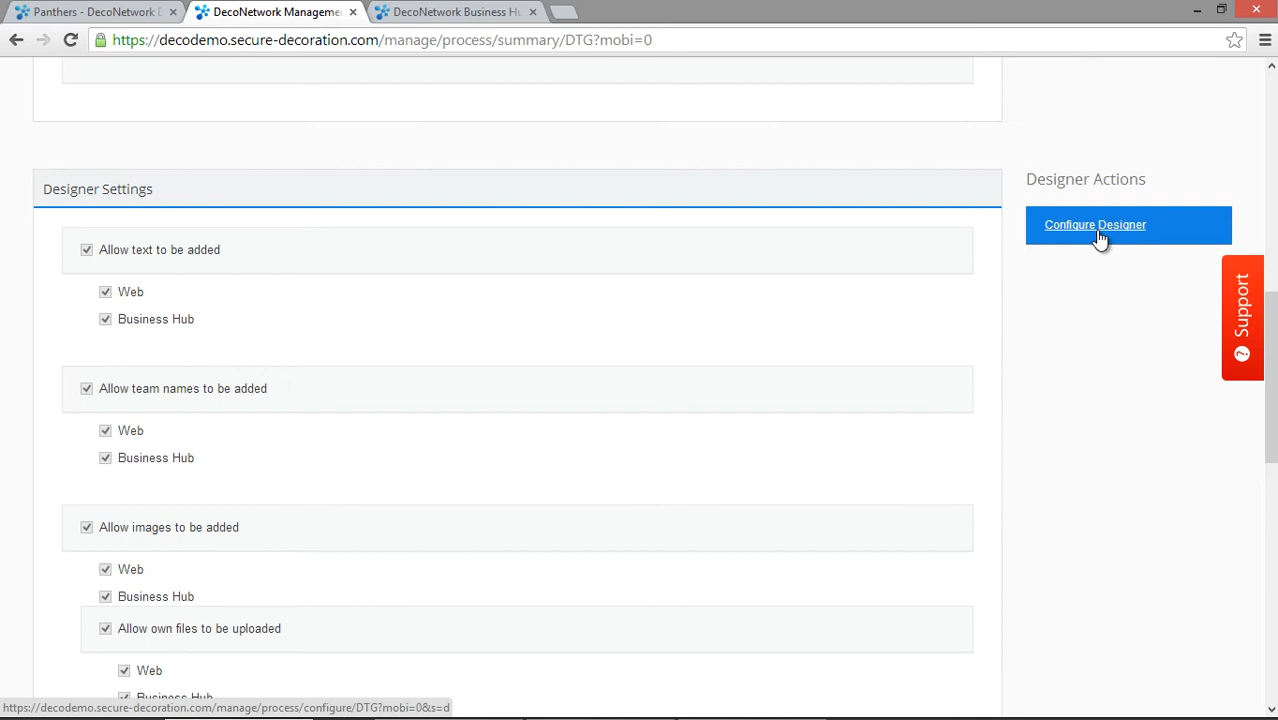 Panthers - DecoNetwork D
DecoNetwork Manageme
DecoNetwork Business Hu
https://decodemo.secure-decoration.com/manage/process/summary/DTG?mobi=0
Designer Settings
Designer Actions
Configure Designer
Allow text to be added
Web
Business Hub
Support
Allow team names to be added
Web
Business Hub
Allow images to be added
Web
Business Hub
Allow own files to be uploaded
Web
Business Hub
https://decodemo.secure-decoration.com/manage/process/configure/DTG?mobi=0&s=d